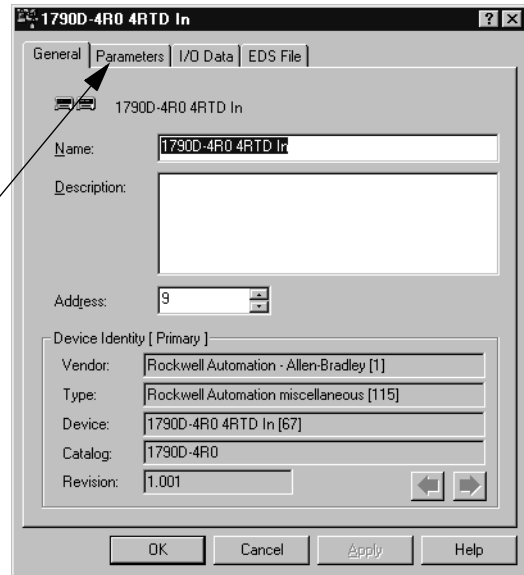 1790D-4R0 4RTD In
General Parameters I/O Data EDS File
1790D-4R0 4RTD In
Name: 1790D-4R0 4RTD In
Description:
Address: 9
Device Identity [ Primary ]
Vendor: Rockwell Automation - Allen-Bradley [1]
Type: Rockwell Automation miscellaneous [115]
Device: 1790D-4R0 4RTD In [67]
Catalog: 1790D-4R0
Revision: 1.001
OK Cancel Apply Help